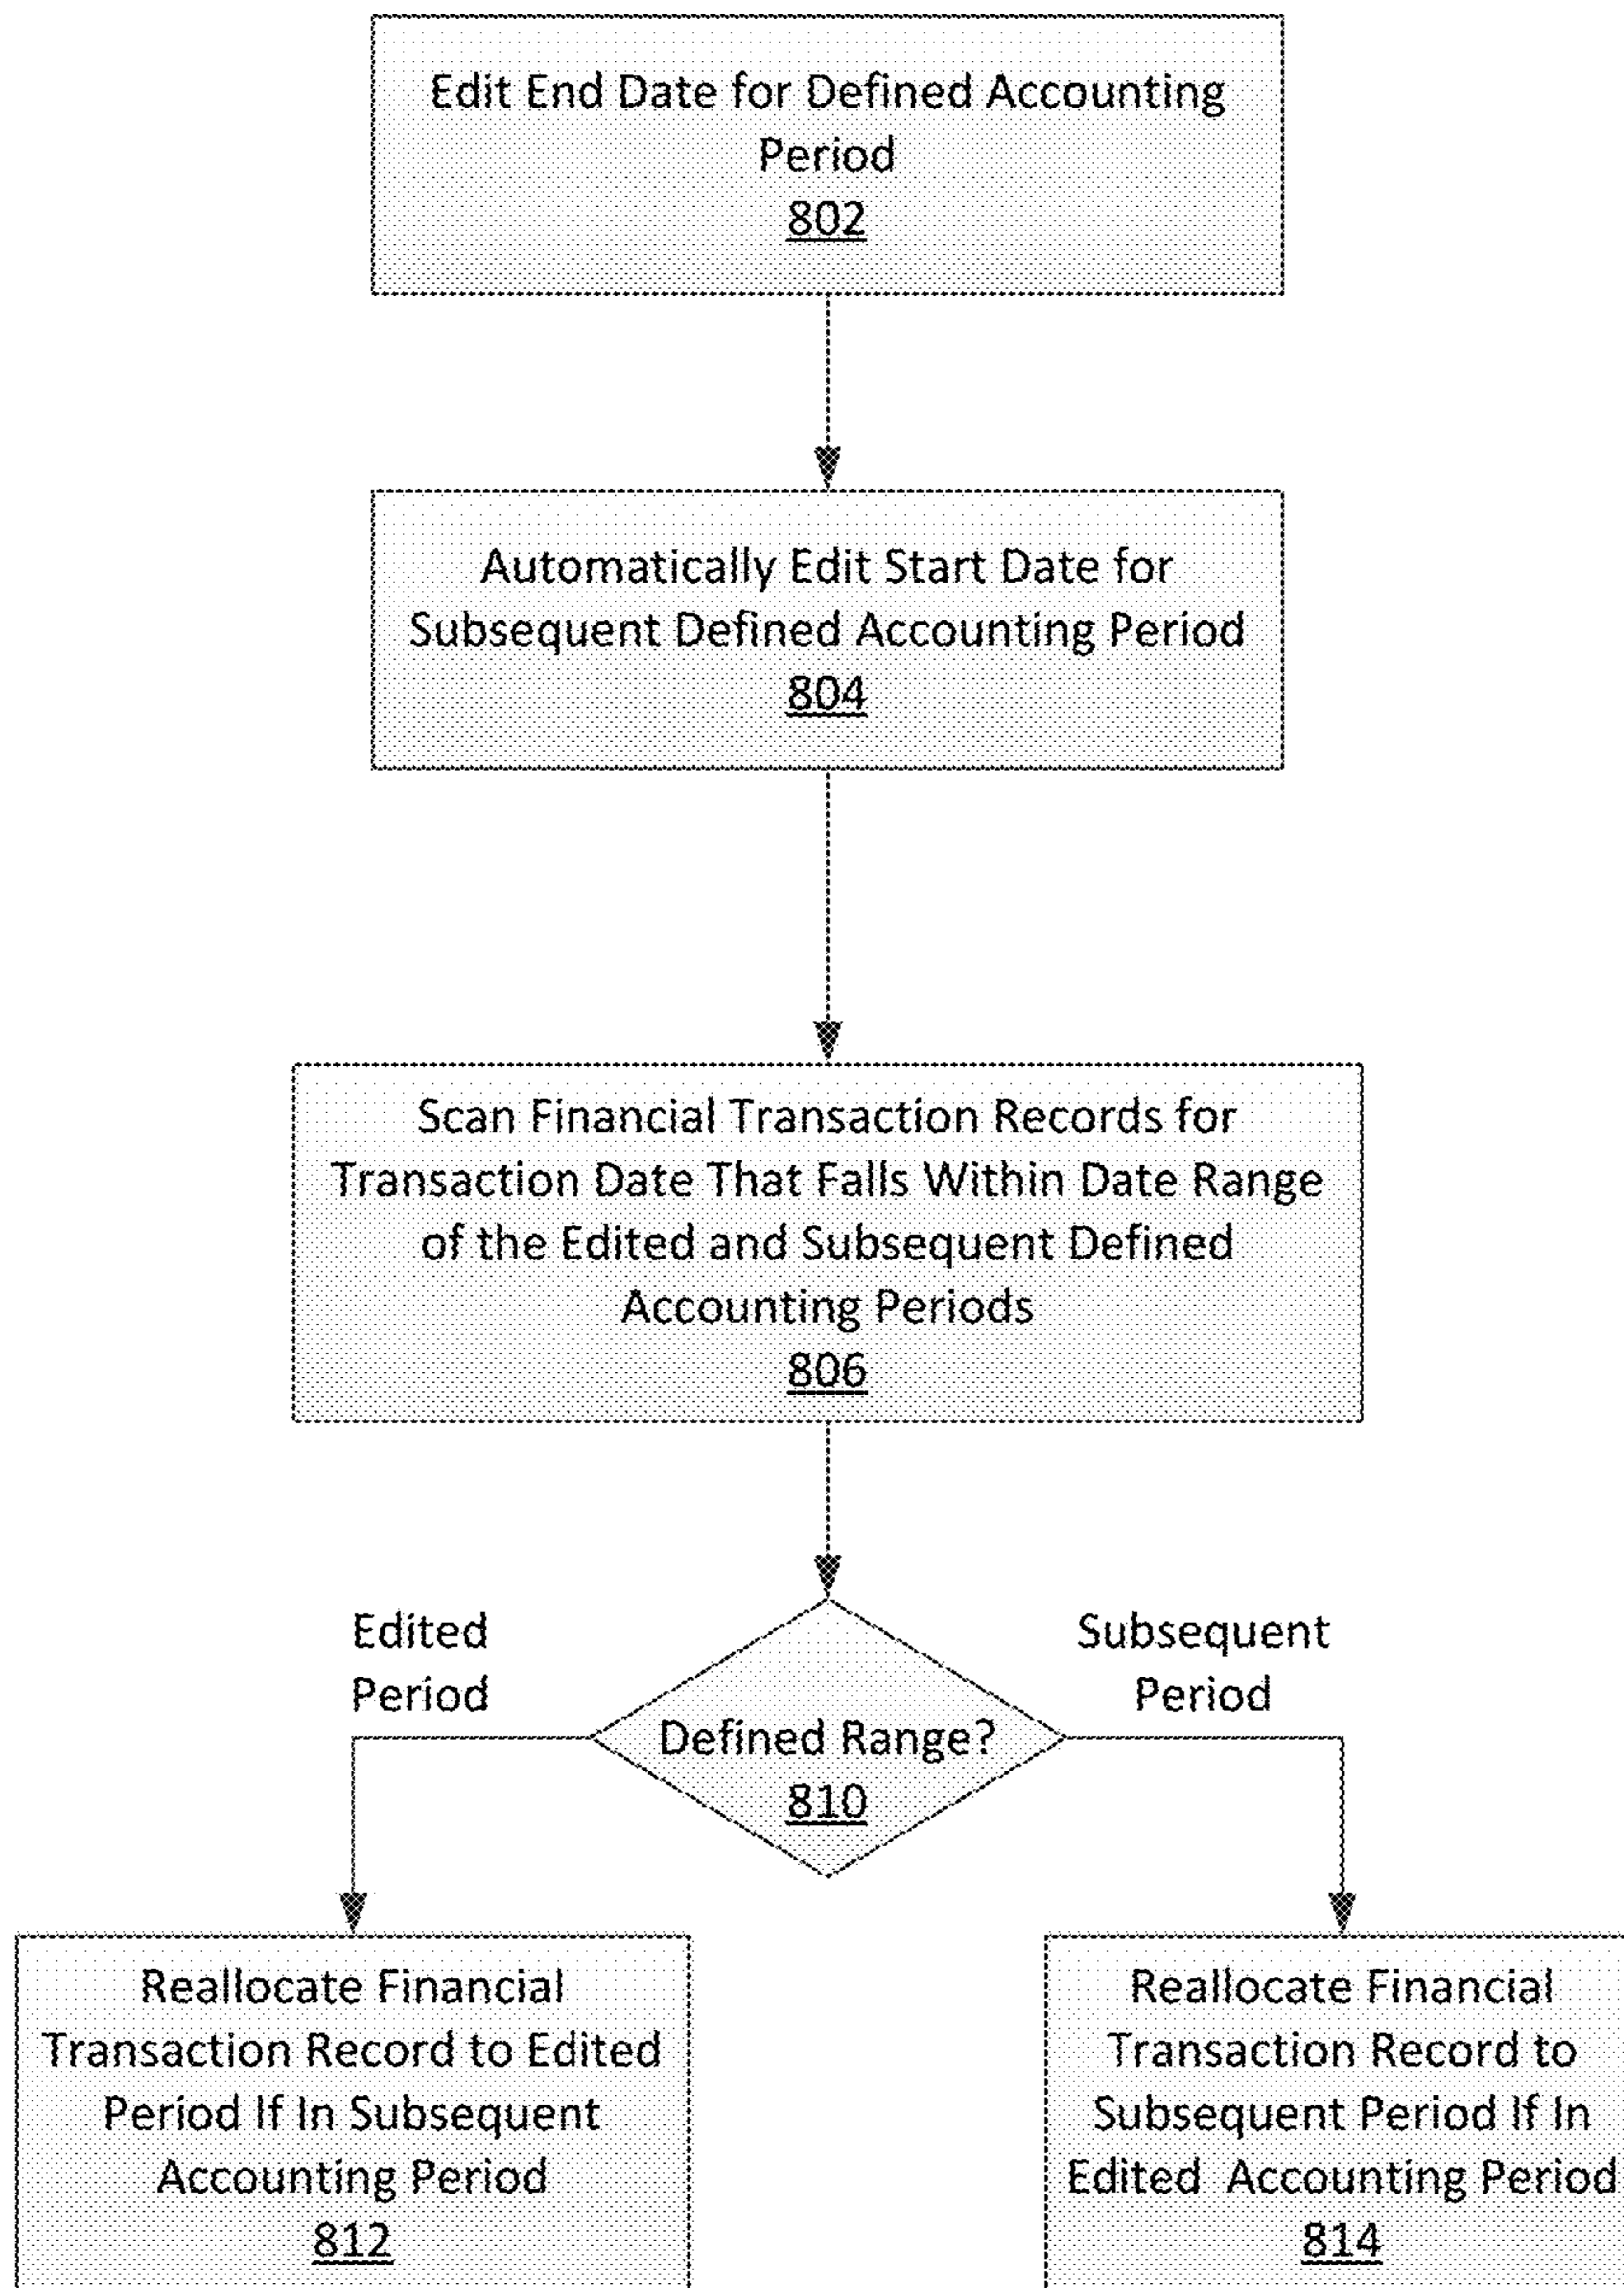 Edit End Date for Defined Accounting
Period
802
Automatically Edit Start Date for
Subsequent Defined Accounting Period
804
Scan Financial Transaction Records for
Transaction Date That Falls Within Date Range
of the Edited and Subsequent Defined
Accounting Periods
806
Edited
Period
Subsequent
Period
Defined Range?
810
Reallocate Financial
Transaction Record to Edited
Period If In Subsequent
Accounting Period
812
Reallocate Financial
Transaction Record to
Subsequent Period If In
Edited Accounting Period
814